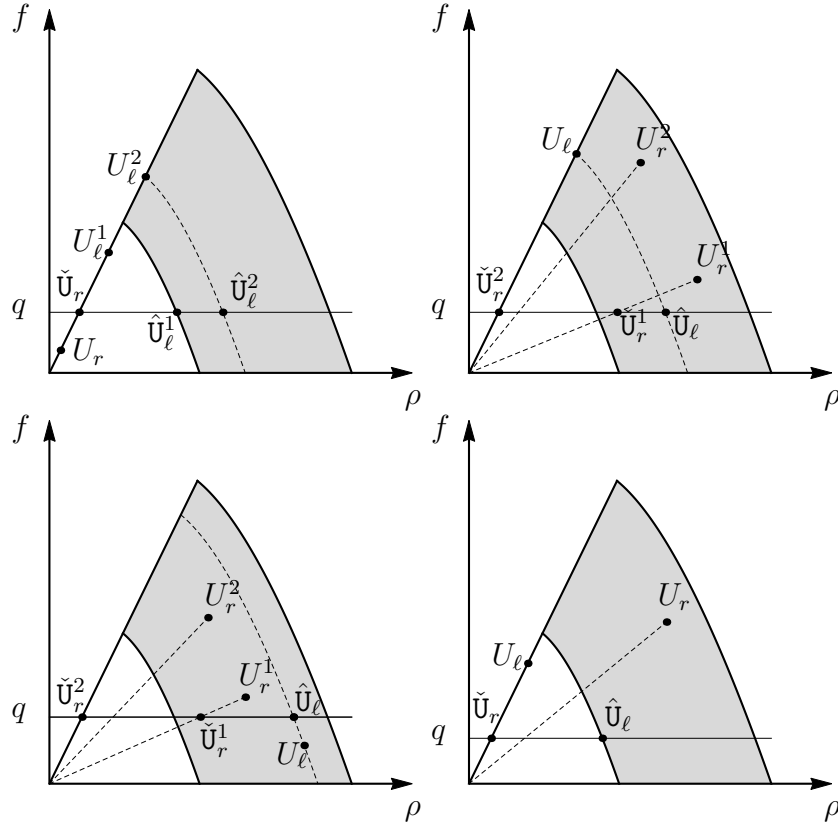 f
U_ℓ^2
U_ℓ^1
Ǔ_r
Û_ℓ^2
q
Û_ℓ^1
U_r
ρ
f
U_ℓ
U_r^2
U_r^1
Ǔ_r^2
q
Ǔ_r^1
Û_ℓ
ρ
f
U_r^2
U_r^1
Ǔ_r^2
Û_ℓ
q
Ǔ_r^1
U_ℓ
ρ
f
U_r
U_ℓ
Ǔ_r
Û_ℓ
q
ρ